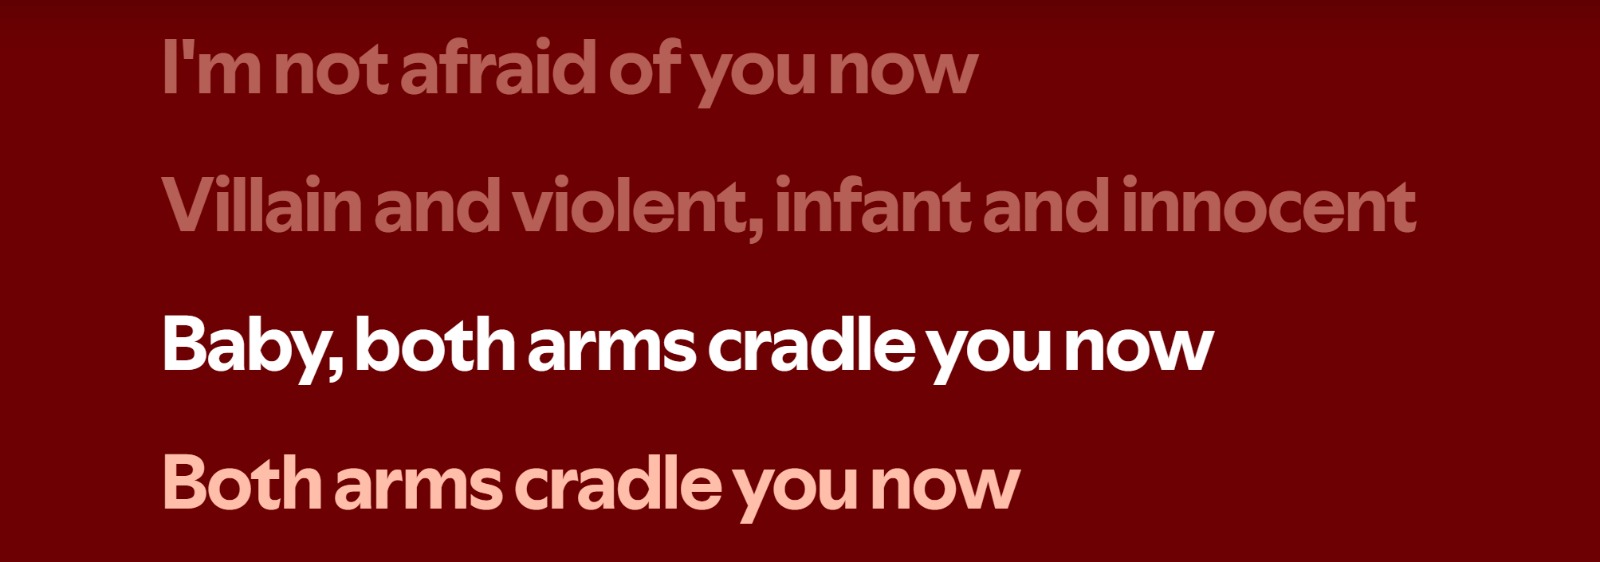 I'm not afraid of you now
Villain and violent, infant and innocent
Baby, both arms cradle you now
Both arms cradle you now